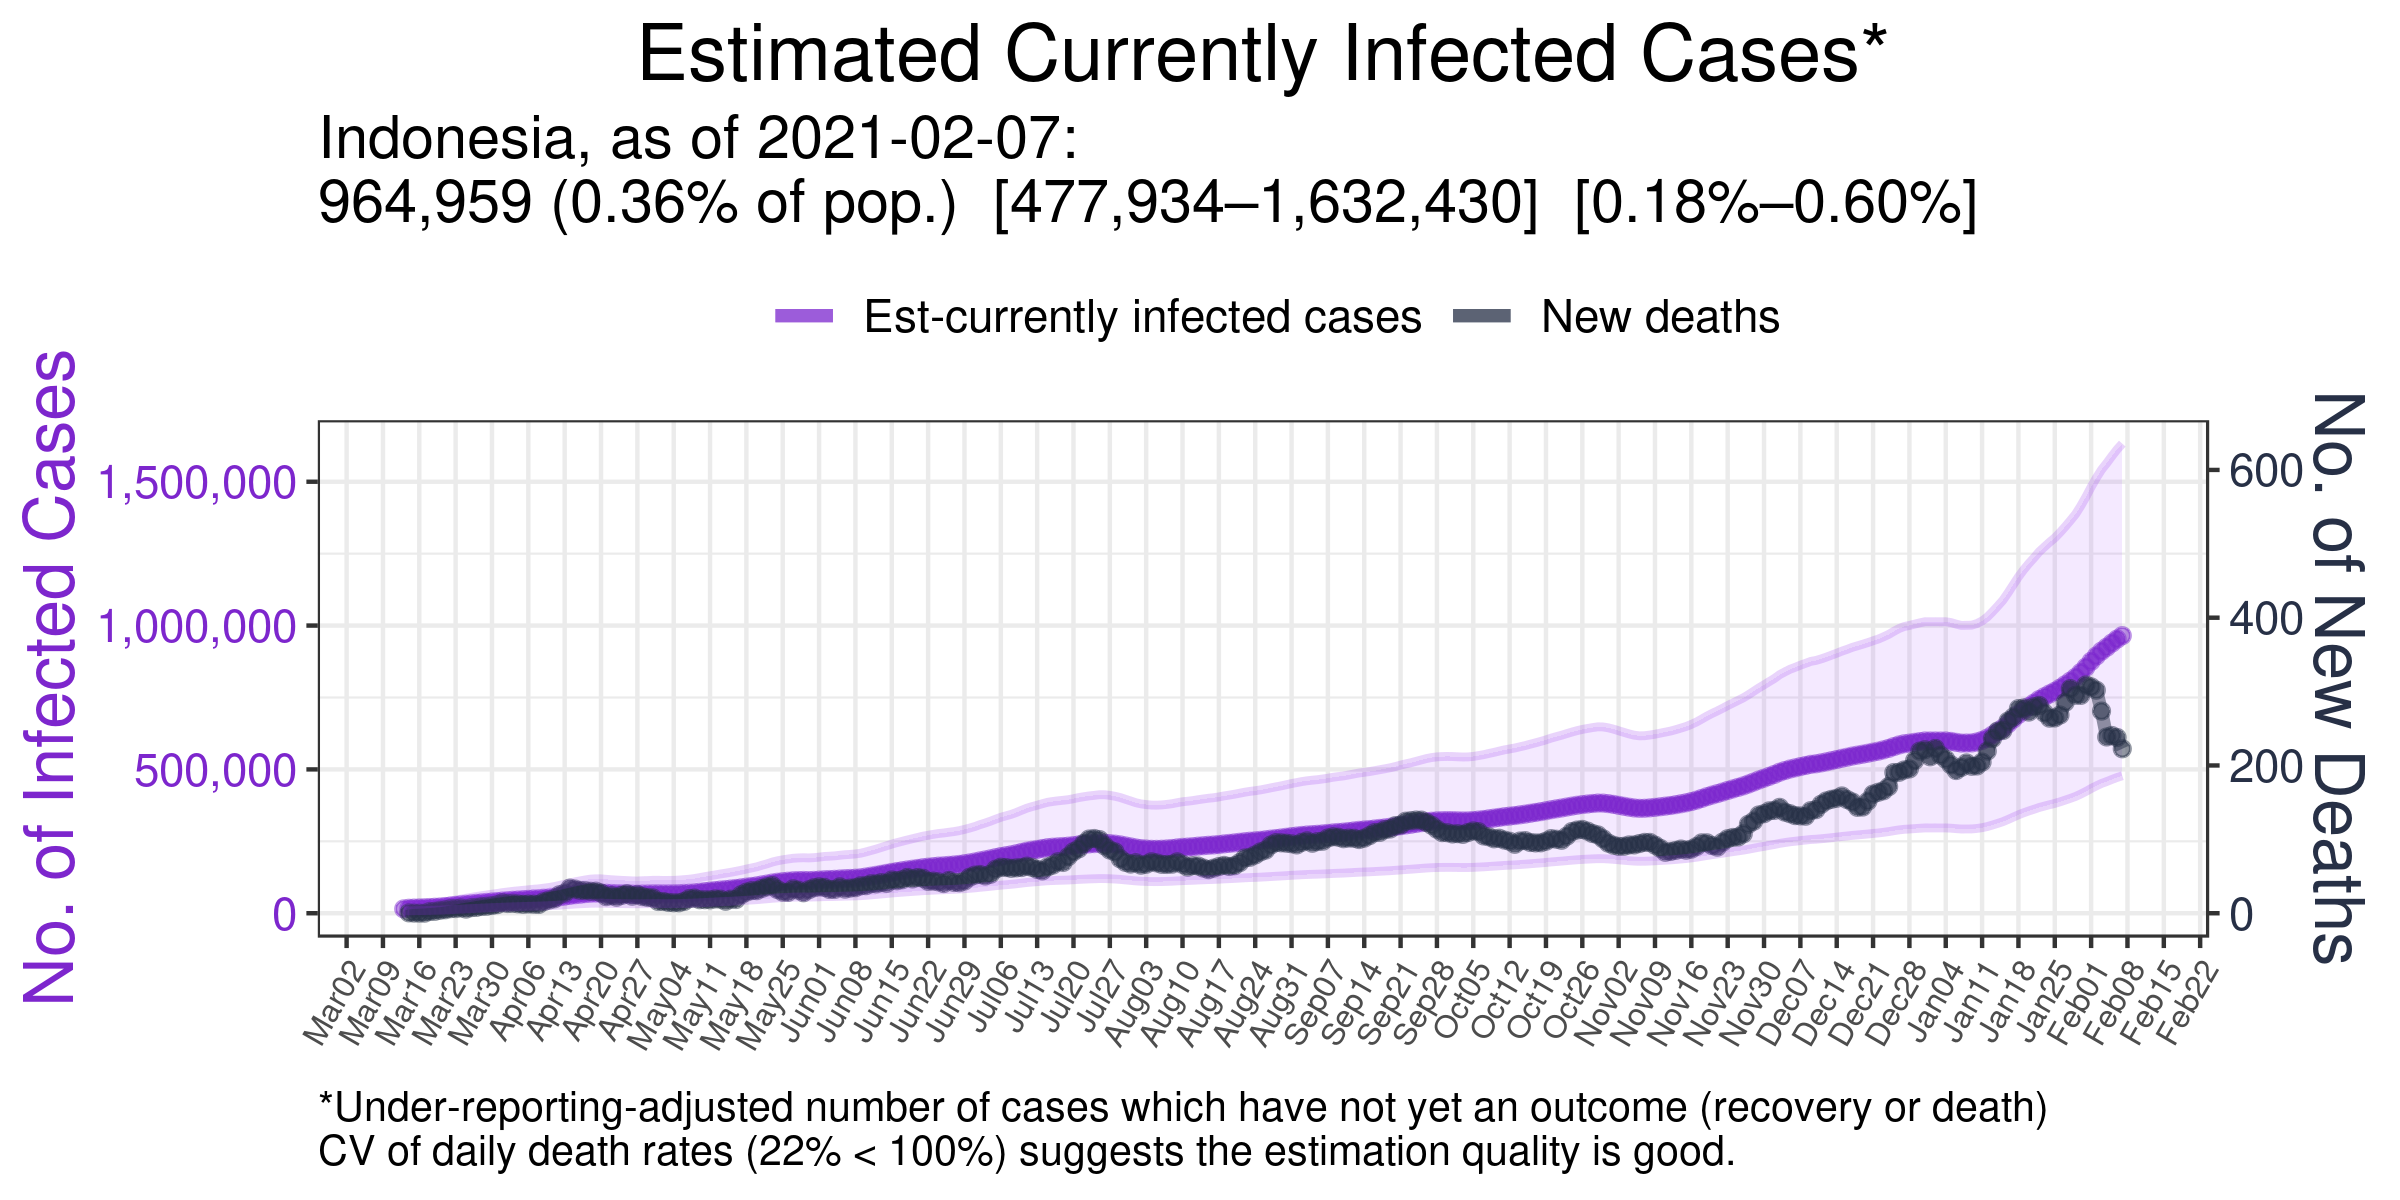 Estimated Currently Infected Cases*
Indonesia, as of 2021-02-07:
964,959 (0.36% of pop.)  [477,934–1,632,430]  [0.18%–0.60%]
Est-currently infected cases
New deaths
No. of Infected Cases
1,500,000
1,000,000
500,000
0
600
400
200
0
No. of New Deaths
Mar02
Mar09
Mar16
Mar23
Mar30
Apr06
Apr13
Apr20
Apr27
May04
May11
May18
May25
Jun01
Jun08
Jun15
Jun22
Jun29
Jul06
Jul13
Jul20
Jul27
Aug03
Aug10
Aug17
Aug24
Aug31
Sep07
Sep14
Sep21
Sep28
Oct05
Oct12
Oct19
Oct26
Nov02
Nov09
Nov16
Nov23
Nov30
Dec07
Dec14
Dec21
Dec28
Jan04
Jan11
Jan18
Jan25
Feb01
Feb08
Feb15
Feb22
*Under-reporting-adjusted number of cases which have not yet an outcome (recovery or death)
CV of daily death rates (22% < 100%) suggests the estimation quality is good.